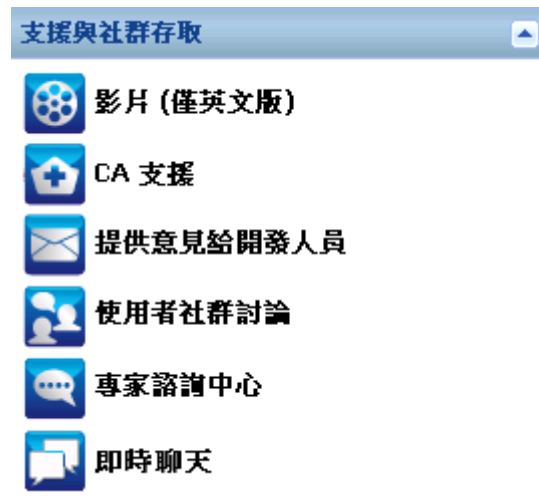 支援與社群存取
影片 (僅英文版)
CA 支援
提供意見給開發人員
使用者社群討論
專家諮詢中心
即時聊天